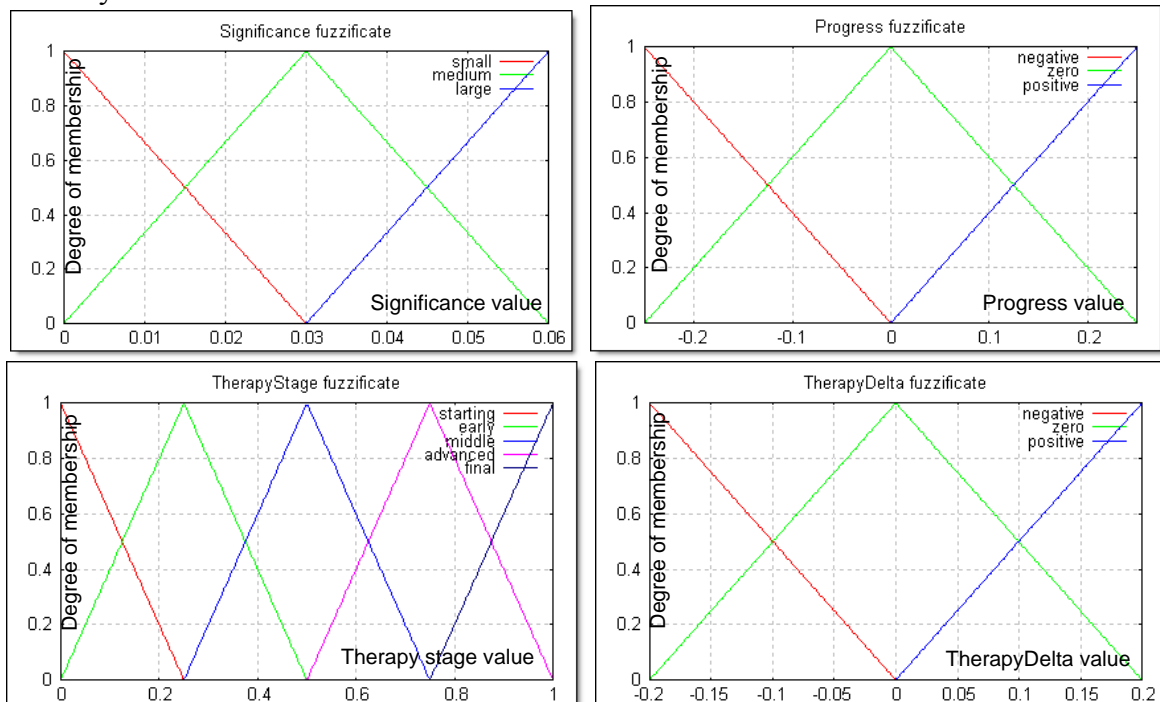 Significance fuzzificate
Degree of membership
1
0.8
0.6
0.4
0.2
0
small
medium
large
Significance value
0 0.01 0.02 0.03 0.04 0.05 0.06
Progress fuzzificate
Degree of membership
1
0.8
0.6
0.4
0.2
0
negative
zero
positive
Progress value
-0.2 -0.1 0 0.1 0.2
TherapyStage fuzzificate
Degree of membership
1
0.8
0.6
0.4
0.2
0
starting
early
middle
advanced
final
Therapy stage value
0 0.2 0.4 0.6 0.8 1
TherapyDelta fuzzificate
Degree of membership
1
0.8
0.6
0.4
0.2
0
negative
zero
positive
TherapyDelta value
-0.2 -0.15 -0.1 -0.05 0 0.05 0.1 0.15 0.2